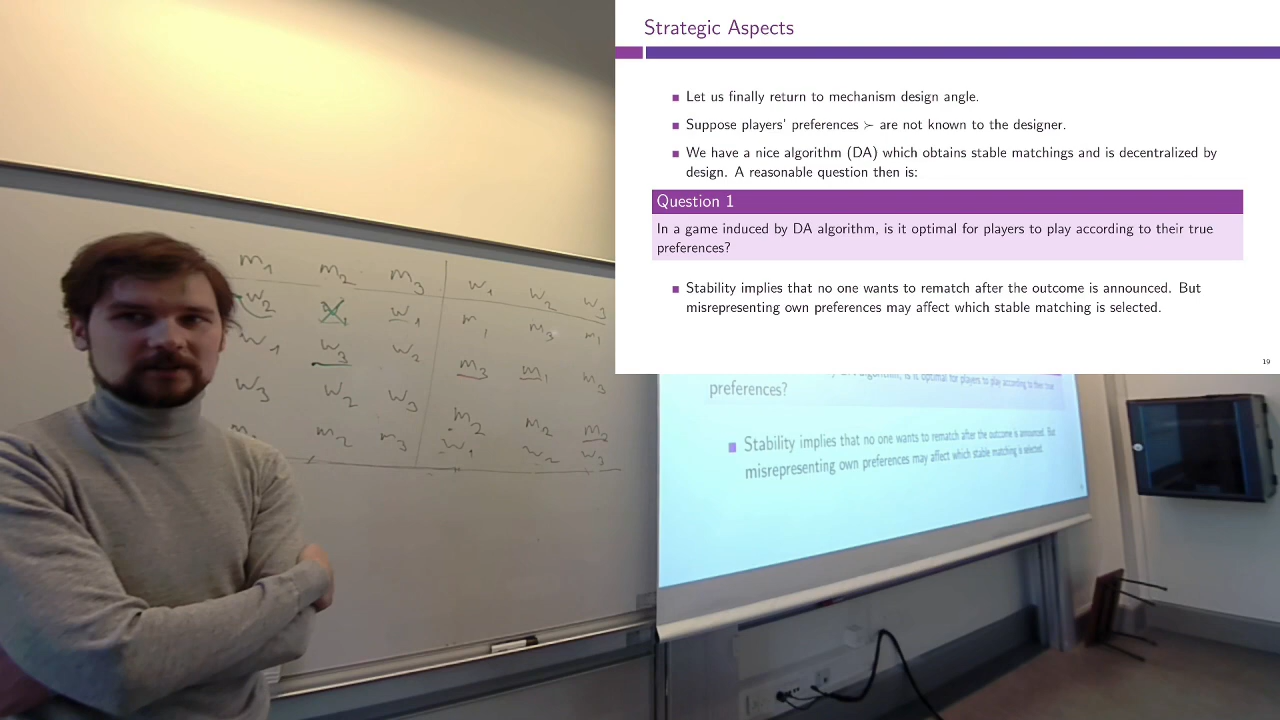 Strategic Aspects
■ Let us finally return to mechanism design angle.
■ Suppose players' preferences ≻ are not known to the designer.
■ We have a nice algorithm (DA) which obtains stable matchings and is decentralized by
design. A reasonable question then is:
Question 1
In a game induced by DA algorithm, is it optimal for players to play according to their true
preferences?
■ Stability implies that no one wants to rematch after the outcome is announced. But
misrepresenting own preferences may affect which stable matching is selected.
19
m1 m2 m3 w1 w2 w3
w2 w1 m1 m3 m1
w1 w3 w2 m3 m1 m3
w3 w2 w3 m2 m2 m2
m2 m3 w1 w2 w3
preferences?
■ Stability implies that no one wants to rematch after the outcome is announced. But
misrepresenting own preferences may affect which stable matching is selected.